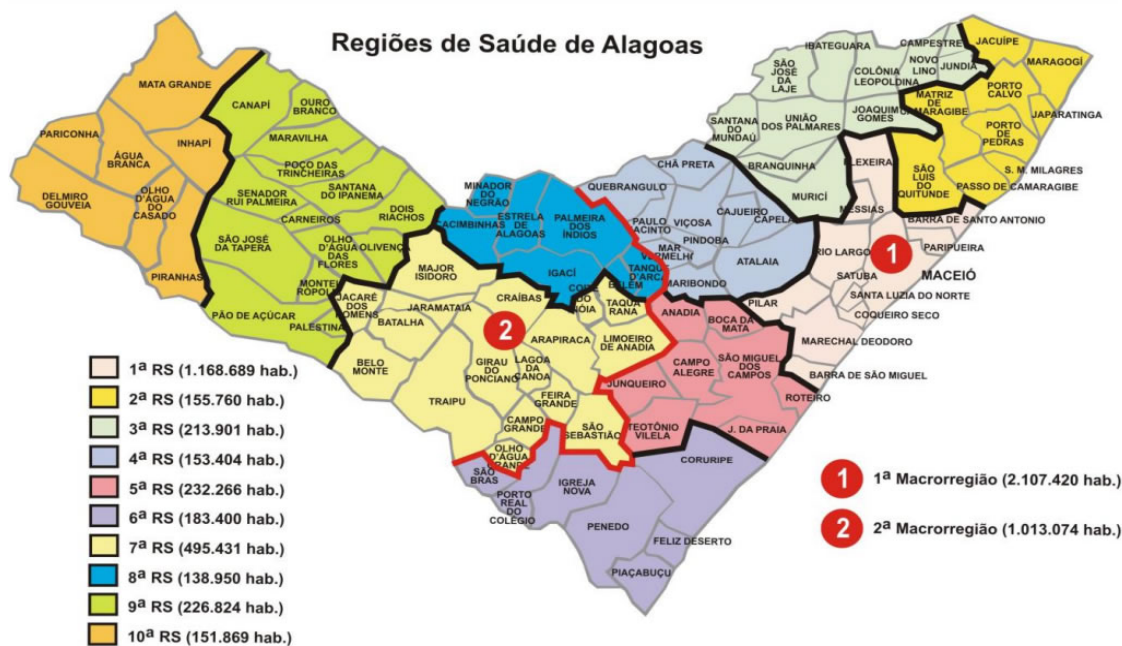 Regiões de Saúde de Alagoas
MATA GRANDE
PARICONHA
ÁGUA
BRANCA
INHAPÍ
DELMIRO
GOUVEIA
OLHO
D'ÁGUA
DO
CASADO
PIRANHAS
CANAPÍ
OURO
BRANCO
MARAVILHA
POÇO DAS
TRINCHEIRAS
SENADOR
RUI PALMEIRA
SANTANA
DO IPANEMA
CARNEIROS
DOIS
RIACHOS
SÃO JOSÉ
DA TAPERA
OLHO
D'ÁGUA
DAS
FLORES
OLIVENÇA
MONTE
ROPOLIS
PÃO DE AÇÚCAR
PALESTINA
MINADOR
DO NEGRÃO
CACIMBINHAS
ESTRELA
DE
ALAGOAS
PALMEIRA
DOS
ÍNDIOS
IGACÍ
TANQU
D'ARCA
BELÉM
MAJOR
ISIDORO
JACARÉ
DOS
HOMENS
JARAMATAIA
BATALHA
CRAÍBAS
TAQUA
RANA
ARAPIRACA
LIMOEIRO
DE ANADIA
BELO
MONTE
GIRAU
DO
PONCIANO
LAGOA
DA
CANOA
TRAIPU
FEIRA
GRANDE
CAMPO
GRANDE
SÃO
SEBASTIÃO
OLHO
D'ÁGUA
GRANDE
QUEBRANGULO
CHÃ PRETA
PAULO
JACINTO
VIÇOSA
CAJUEIRO
CAPELA
PINDOBA
MAR
VERMELH
ATALAIA
MARIBONDO
IBATEGUARA
SÃO
JOSÉ
DA
LAJE
CAMPESTRE
NOVO
LINO
JUNDIÁ
COLÔNIA
LEOPOLDINA
JOAQUIM
GOMES
UNIÃO
DOS PALMARES
SANTANA
DO
MUNDAÚ
BRANQUINHA
MURICÍ
JACUÍPE
MARAGOGÍ
PORTO
CALVO
MATRIZ
DE
MARAGIBE
JAPARATINGA
PORTO
DE
PEDRAS
S. M. MILAGRES
SÃO
LUIS
DO
QUITUNDE
PASSO DE CAMARAGIBE
FLEXEIRA
MESSIAS
BARRA DE SANTO ANTONIO
RIO LARGO
1
PARIPUEIRA
SATUBA
MACEIÓ
SANTA LUZIA DO NORTE
COQUEIRO SECO
PILAR
MARECHAL DEODORO
BARRA DE SÃO MIGUEL
ANADIA
BOCA DA
MATA
CAMPO
ALEGRE
SÃO MIGUEL
DOS
CAMPOS
JUNQUEIRO
ROTEIRO
TEOTÔNIO
VILELA
J. DA PRAIA
SÃO
BRAS
PORTO
REAL
DO
COLÉGIO
IGREJA
NOVA
CORURIPE
PENEDO
FELIZ DESERTO
PIAÇABUÇU
2
1ª RS (1.168.689 hab.)
2ª RS (155.760 hab.)
3ª RS (213.901 hab.)
4ª RS (153.404 hab.)
5ª RS (232.266 hab.)
6ª RS (183.400 hab.)
7ª RS (495.431 hab.)
8ª RS (138.950 hab.)
9ª RS (226.824 hab.)
10ª RS (151.869 hab.)
1 1ª Macrorregião (2.107.420 hab.)
2 2ª Macrorregião (1.013.074 hab.)